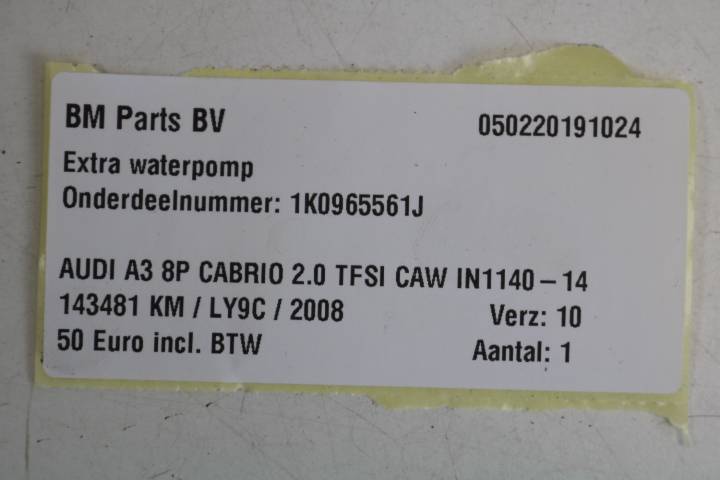 BM Parts BV 050220191024
Extra waterpomp
Onderdeelnummer: 1K0965561J
AUDI A3 8P CABRIO 2.0 TFSI CAW IN1140-14
143481 KM / LY9C / 2008 Verz: 10
50 Euro incl. BTW Aantal: 1